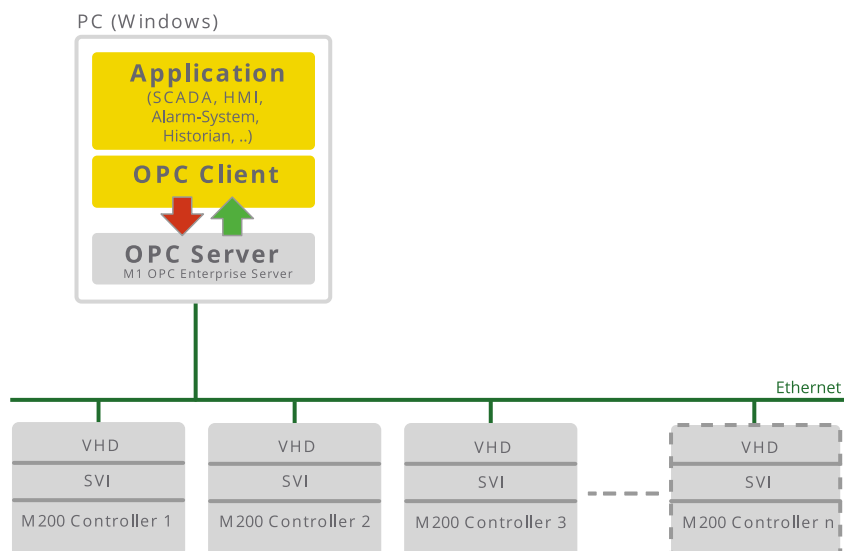 PC (Windows)
Application
(SCADA, HMI,
Alarm-System,
Historian, ..)
OPC Client
OPC Server
M1 OPC Enterprise Server
Ethernet
VHD
SVI
M200 Controller 1
VHD
SVI
M200 Controller 2
VHD
SVI
M200 Controller 3
VHD
SVI
M200 Controller n